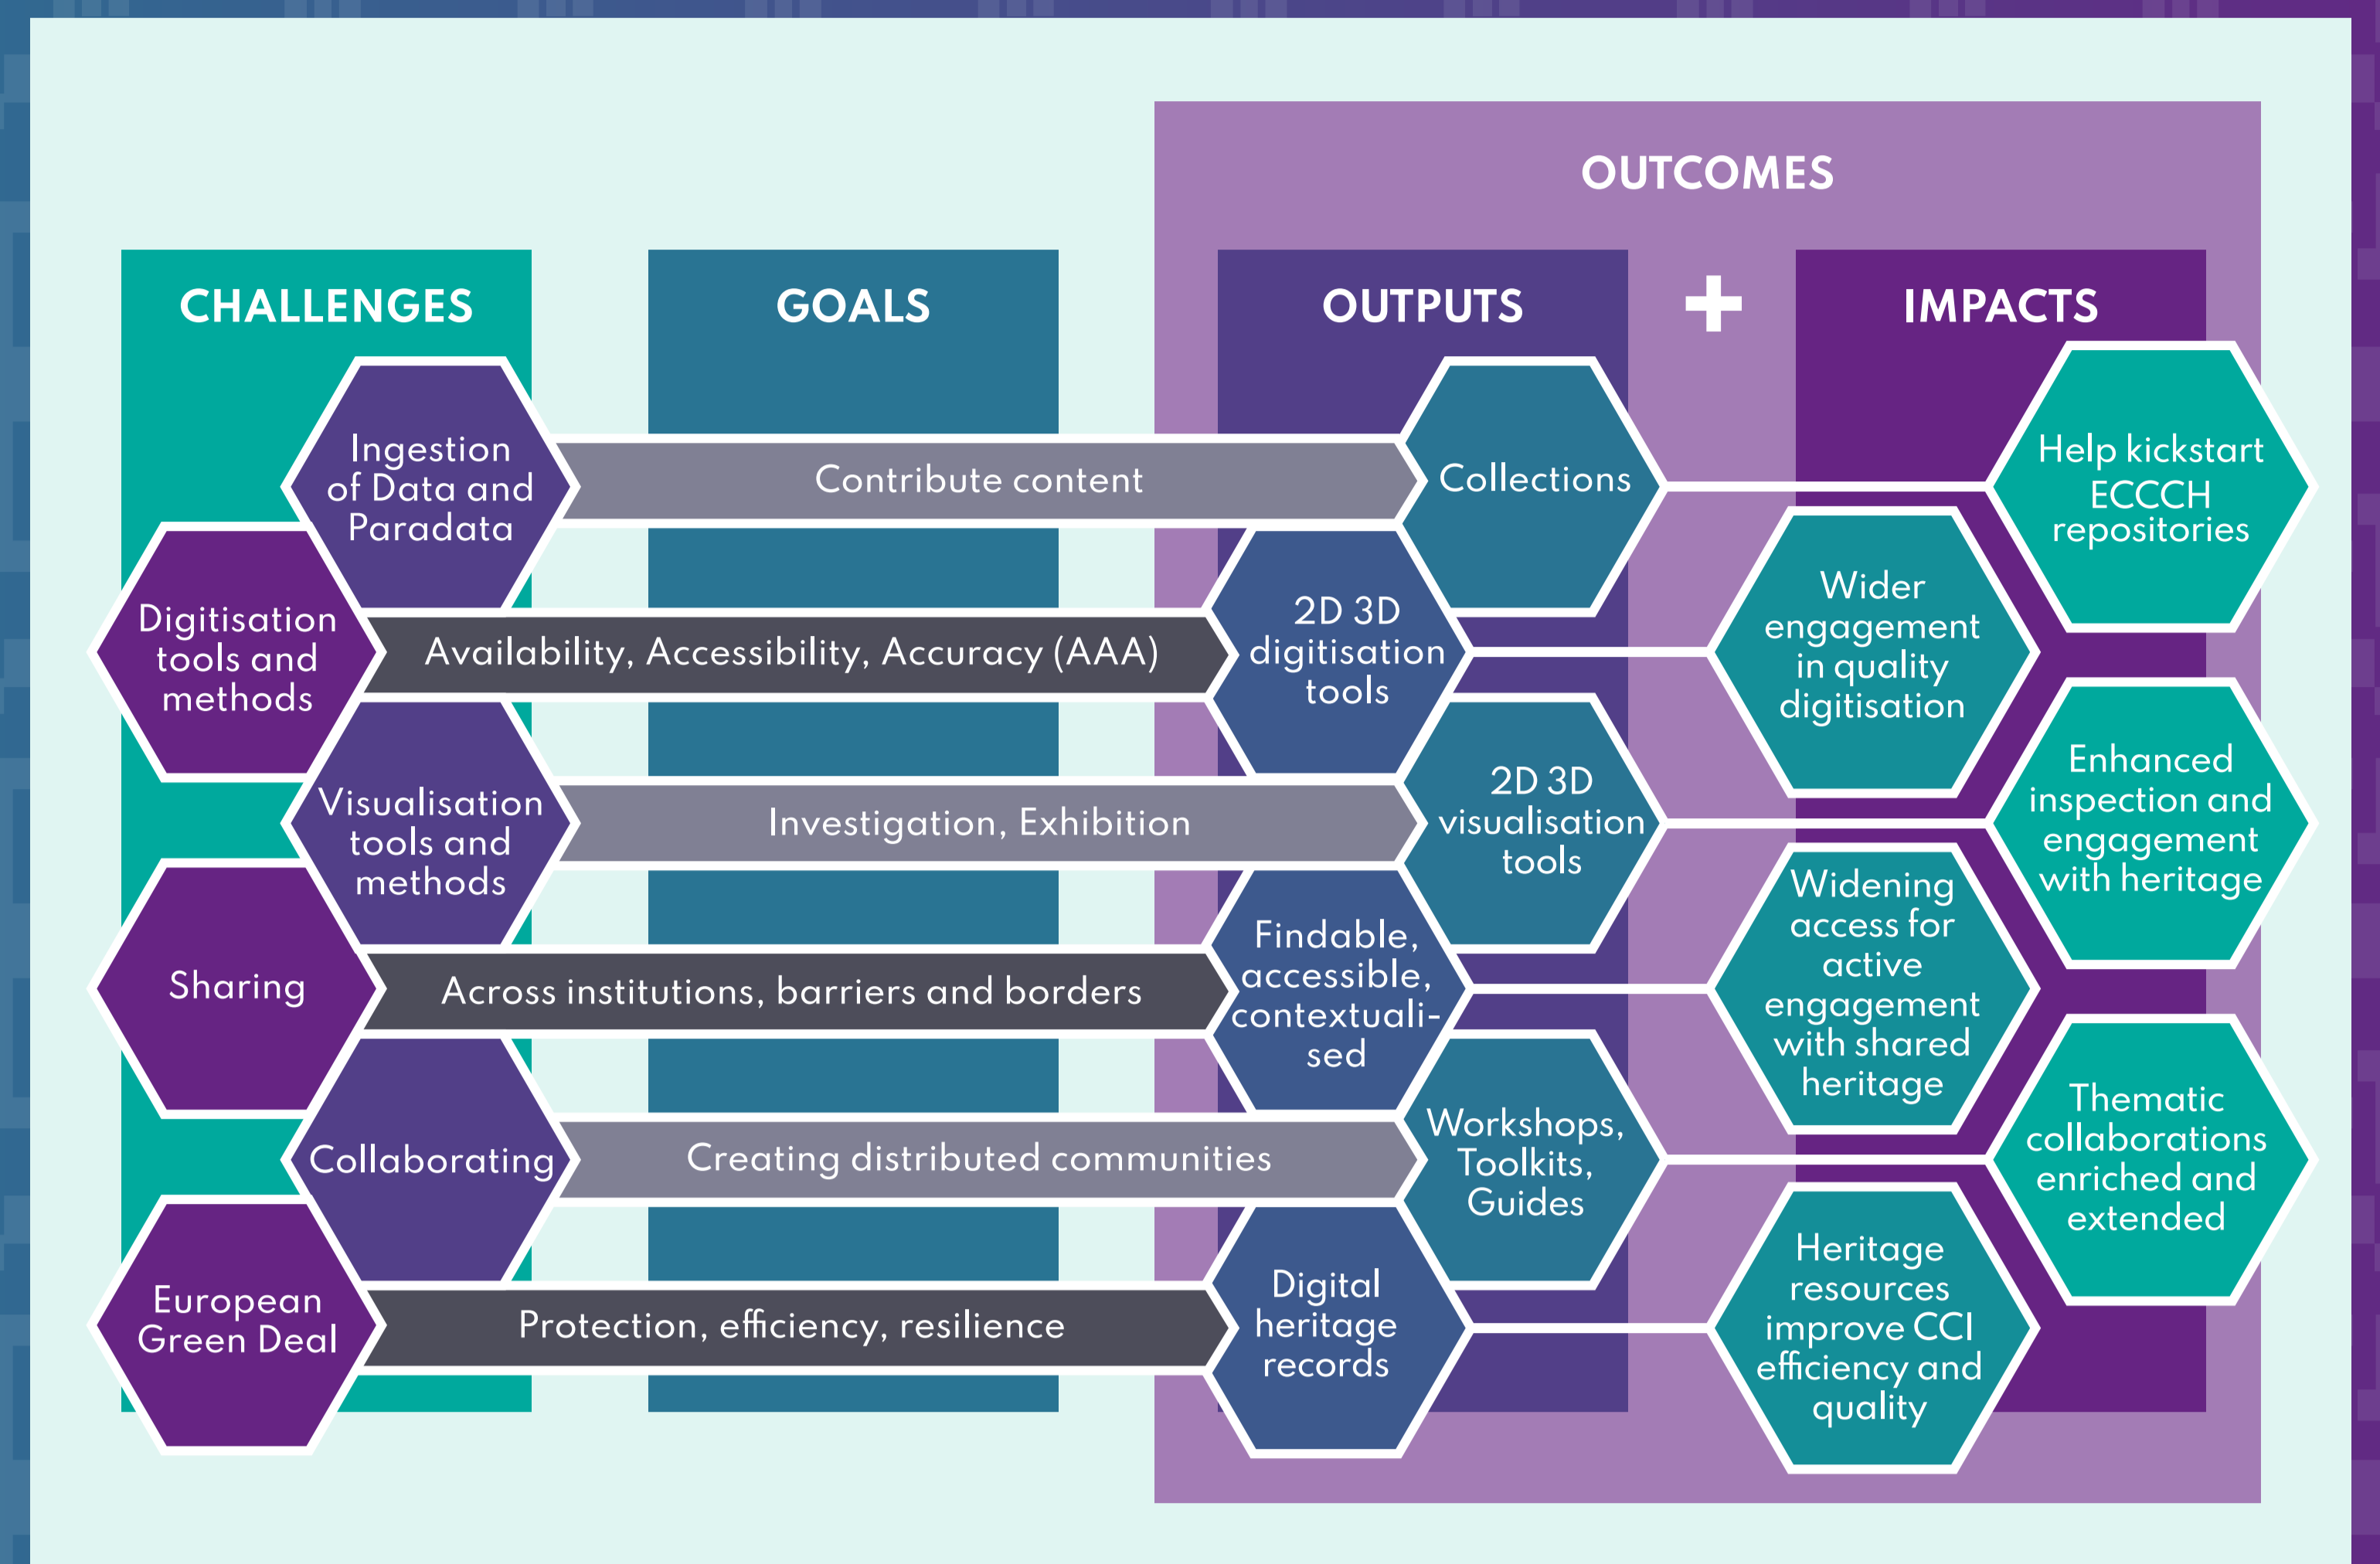 OUTCOMES
CHALLENGES
GOALS
OUTPUTS
+
IMPACTS
Ingestion
of Data and
Paradata
Contribute content
Collections
Help kickstart
ECCCH
repositories
Digitisation
tools and
methods
Availability, Accessibility, Accuracy (AAA)
2D 3D
digitisation
tools
Wider
engagement
in quality
digitisation
Visualisation
tools and
methods
Investigation, Exhibition
2D 3D
visualisation
tools
Enhanced
inspection and
engagement
with heritage
Sharing
Across institutions, barriers and borders
Findable,
accessible,
contextuali-
sed
Widening
access for
active
engagement
with shared
heritage
Collaborating
Creating distributed communities
Workshops,
Toolkits,
Guides
Thematic
collaborations
enriched and
extended
European
Green Deal
Protection, efficiency, resilience
Digital
heritage
records
Heritage
resources
improve CCI
efficiency and
quality